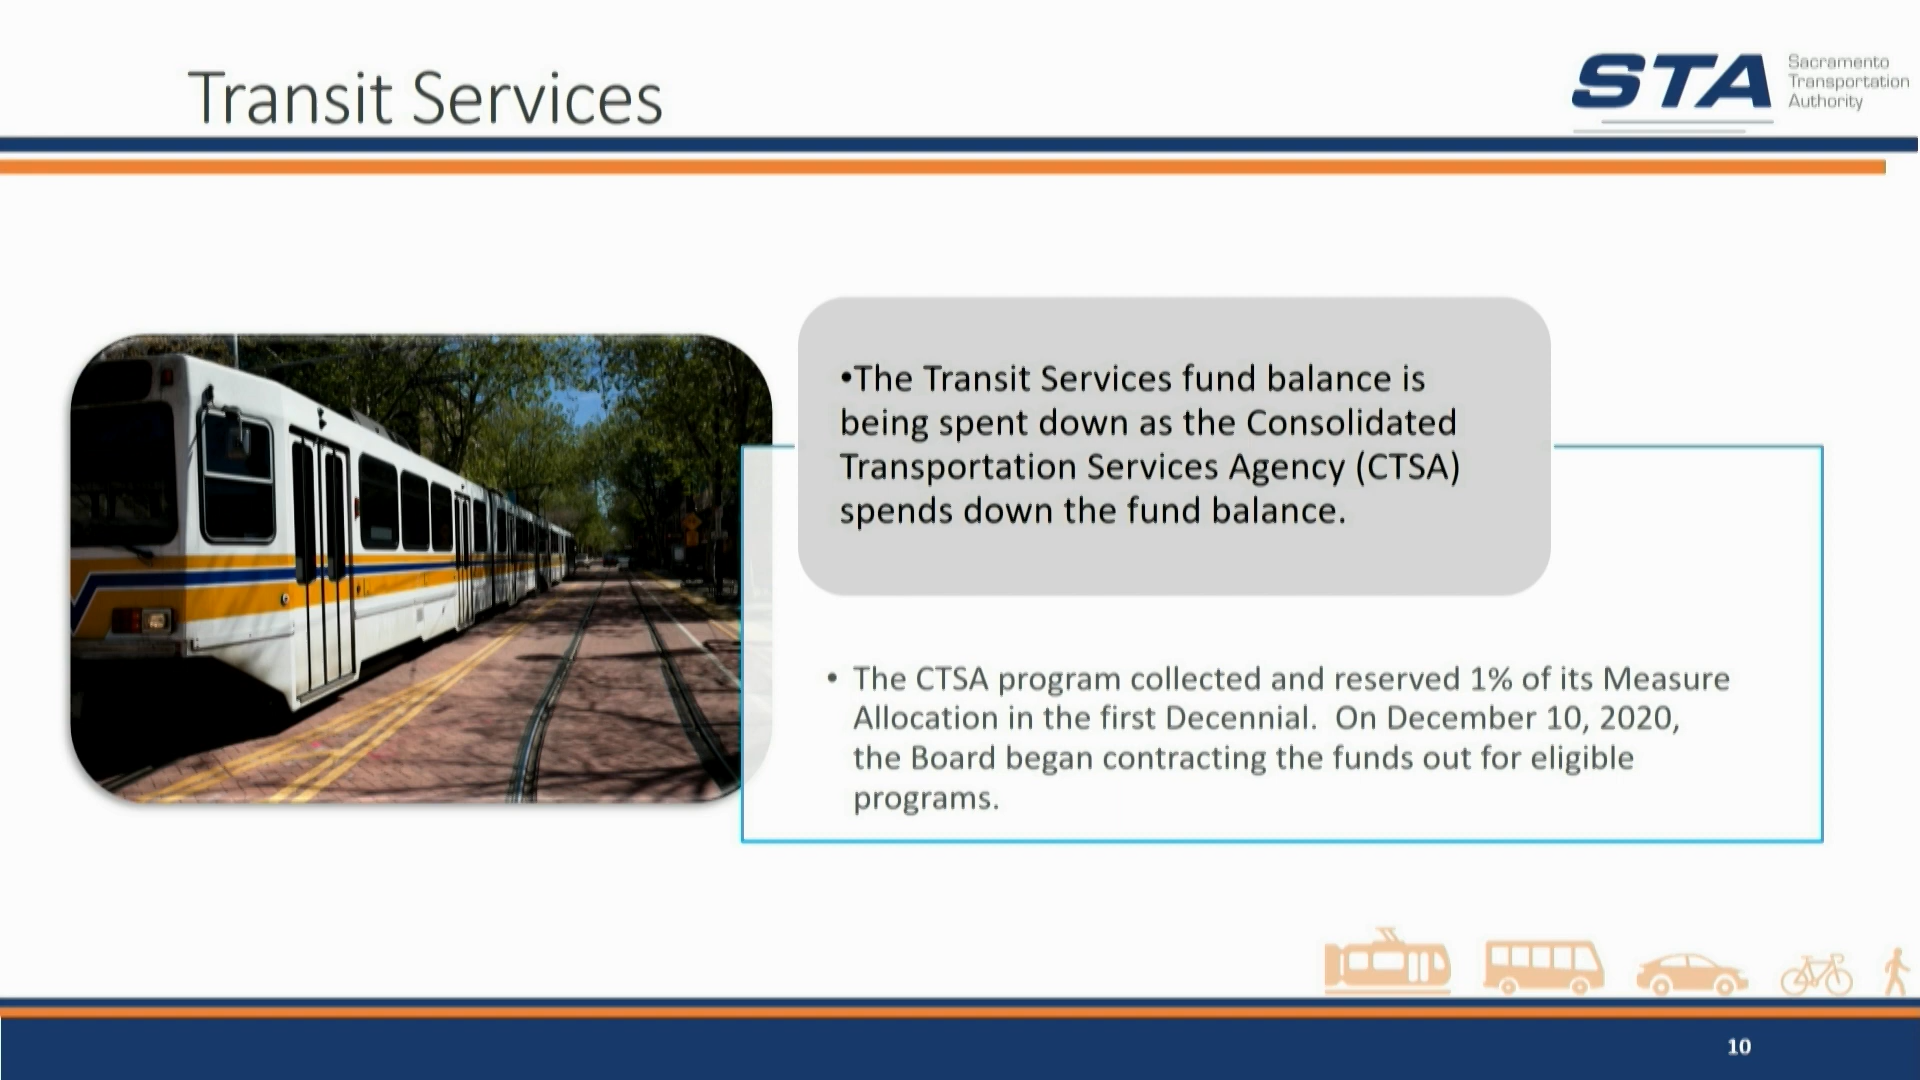 Transit Services
STA
Sacramento
Transportation
Authority
•The Transit Services fund balance is
being spent down as the Consolidated
Transportation Services Agency (CTSA)
spends down the fund balance.
• The CTSA program collected and reserved 1% of its Measure
Allocation in the first Decennial.  On December 10, 2020,
the Board began contracting the funds out for eligible
programs.
10